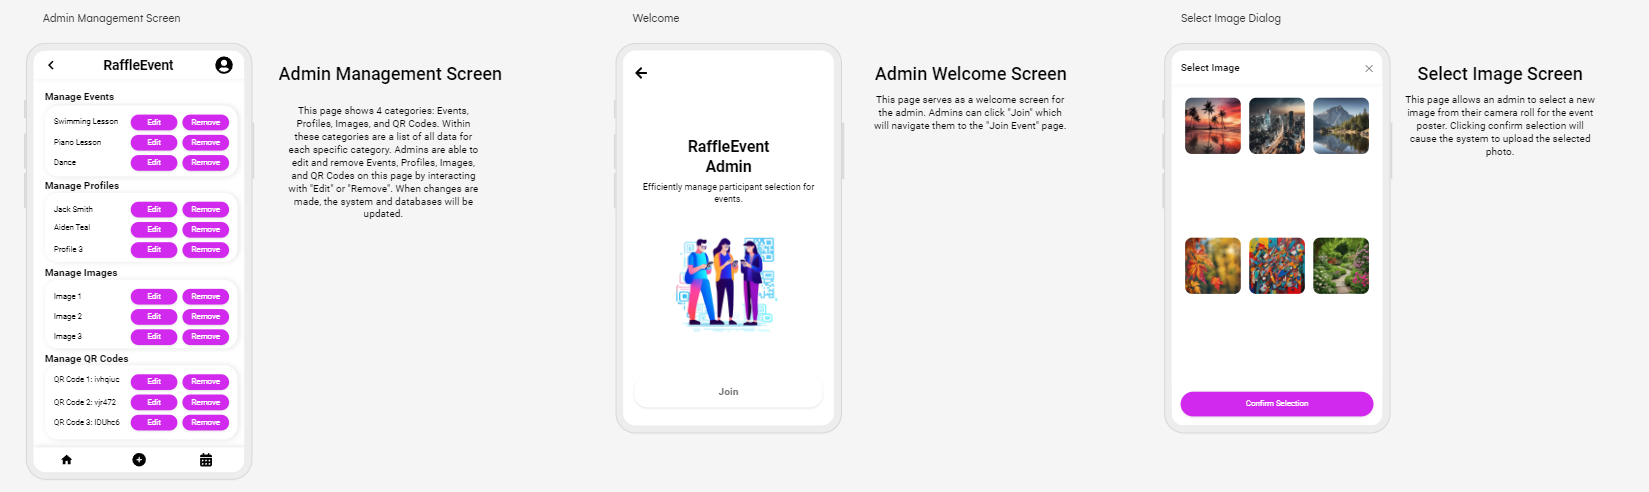 Admin Management Screen
RaffleEvent
Manage Events
Swimming Lesson Edit Remove
Piano Lesson Edit Remove
Dance Edit Remove
Manage Profiles
Jack Smith Edit Remove
Aiden Teal Edit Remove
Profile 3 Edit Remove
Manage Images
Image 1 Edit Remove
Image 2 Edit Remove
Image 3 Edit Remove
Manage QR Codes
QR Code 1: ivhqiuc Edit Remove
QR Code 2: vjr472 Edit Remove
QR Code 3: IDUhc6 Edit Remove
Admin Management Screen
This page shows 4 categories: Events,
Profiles, Images, and QR Codes. Within
these categories are a list of all data for
each specific category. Admins are able to
edit and remove Events, Profiles, Images,
and QR Codes on this page by interacting
with "Edit" or "Remove". When changes are
made, the system and databases will be
updated.
Welcome
RaffleEvent
Admin
Efficiently manage participant selection for
events.
Join
Admin Welcome Screen
This page serves as a welcome screen for
the admin. Admins can click "Join" which
will navigate them to the "Join Event" page.
Select Image Dialog
Select Image
Confirm Selection
Select Image Screen
This page allows an admin to select a new
image from their camera roll for the event
poster. Clicking confirm selection will
cause the system to upload the selected
photo.